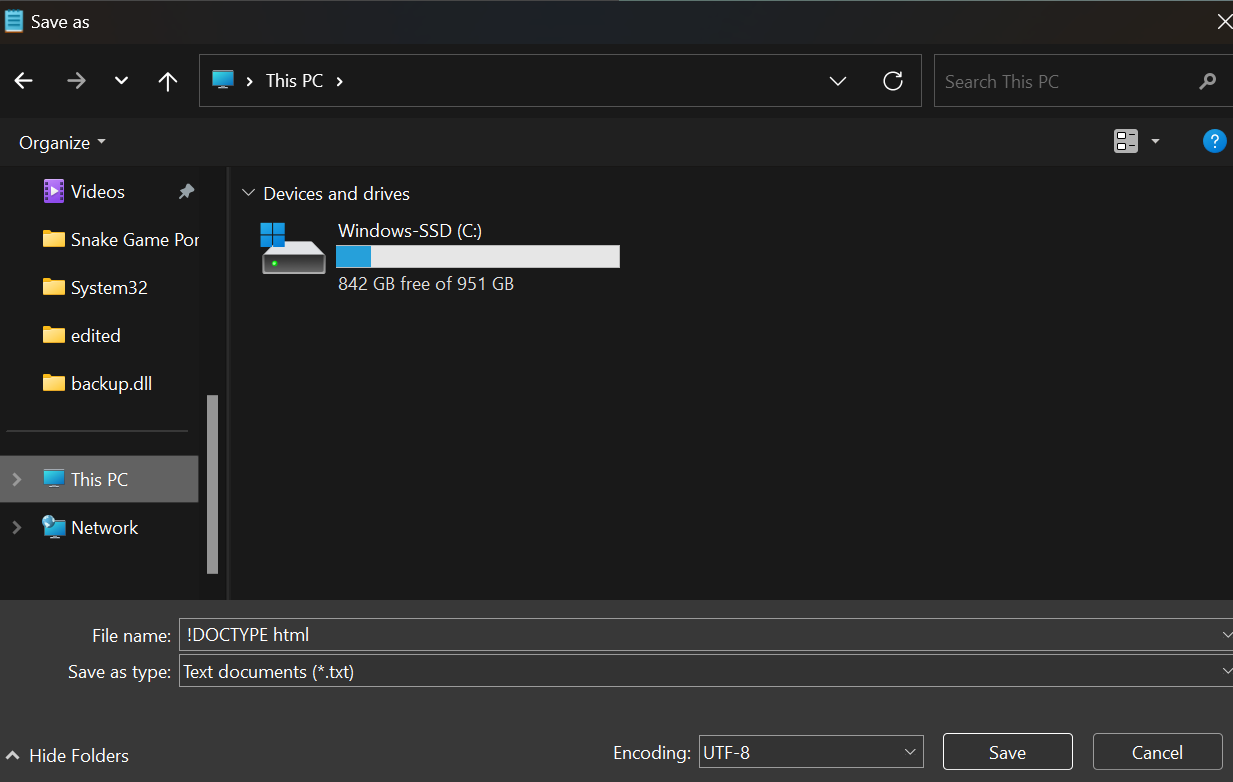 Save as
This PC
Search This PC
Organize
?
Videos
Snake Game Por
System32
edited
backup.dll
This PC
Network
Devices and drives
Windows-SSD (C:)
842 GB free of 951 GB
File name: !DOCTYPE html
Save as type: Text documents (*.txt)
Hide Folders
Encoding: UTF-8
Save
Cancel